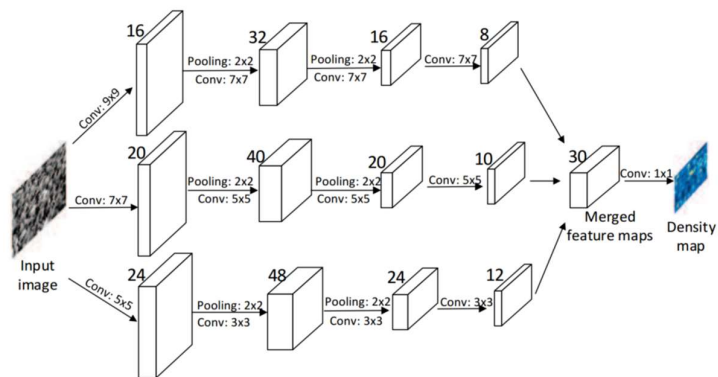 16
32
16
8
Pooling: 2x2
Pooling: 2x2
Conv: 7x7
Conv: 7x7
Conv: 7x7
Conv: 9x9
20
40
20
10
30
Pooling: 2x2
Pooling: 2x2
Conv: 5x5
Conv: 1x1
Conv: 7x7
Conv: 5x5
Conv: 5x5
Merged
feature maps
Density
map
Input
image
24
48
24
12
Conv: 5x5
Pooling: 2x2
Pooling: 2x2
Conv: 3x3
Conv: 3x3
Conv: 3x3